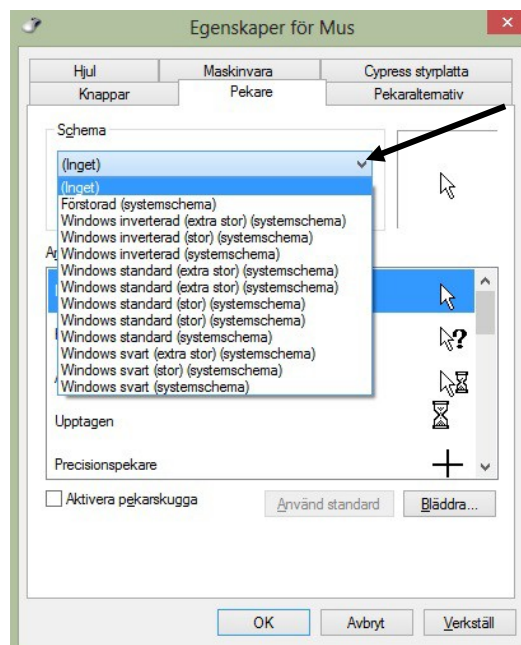 Egenskaper för Mus
Hjul Maskinvara Cypress styrplatta
Knappar Pekare Pekaralternativ
Schema
(Inget)
(Inget)
Förstorad (systemschema)
Windows inverterad (extra stor) (systemschema)
Windows inverterad (stor) (systemschema)
Windows inverterad (systemschema)
Windows standard (extra stor) (systemschema)
Windows standard (extra stor) (systemschema)
Windows standard (stor) (systemschema)
Windows standard (stor) (systemschema)
Windows standard (systemschema)
Windows svart (extra stor) (systemschema)
Windows svart (stor) (systemschema)
Windows svart (systemschema)
Upptagen
Precisionspekare
Aktivera pekarskugga Använd standard Bläddra...
OK Avbryt Verkställ